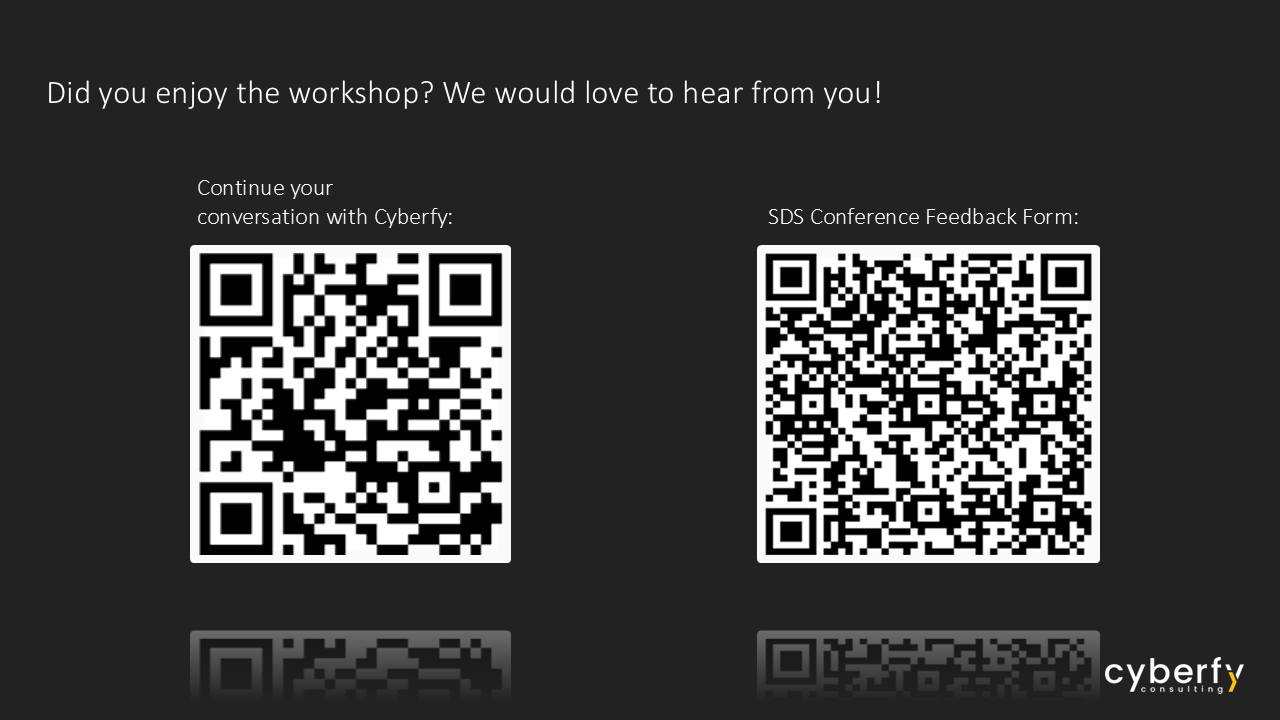 Did you enjoy the workshop? We would love to hear from you!
Continue your
conversation with Cyberfy:
SDS Conference Feedback Form:
cyberfy
consulting